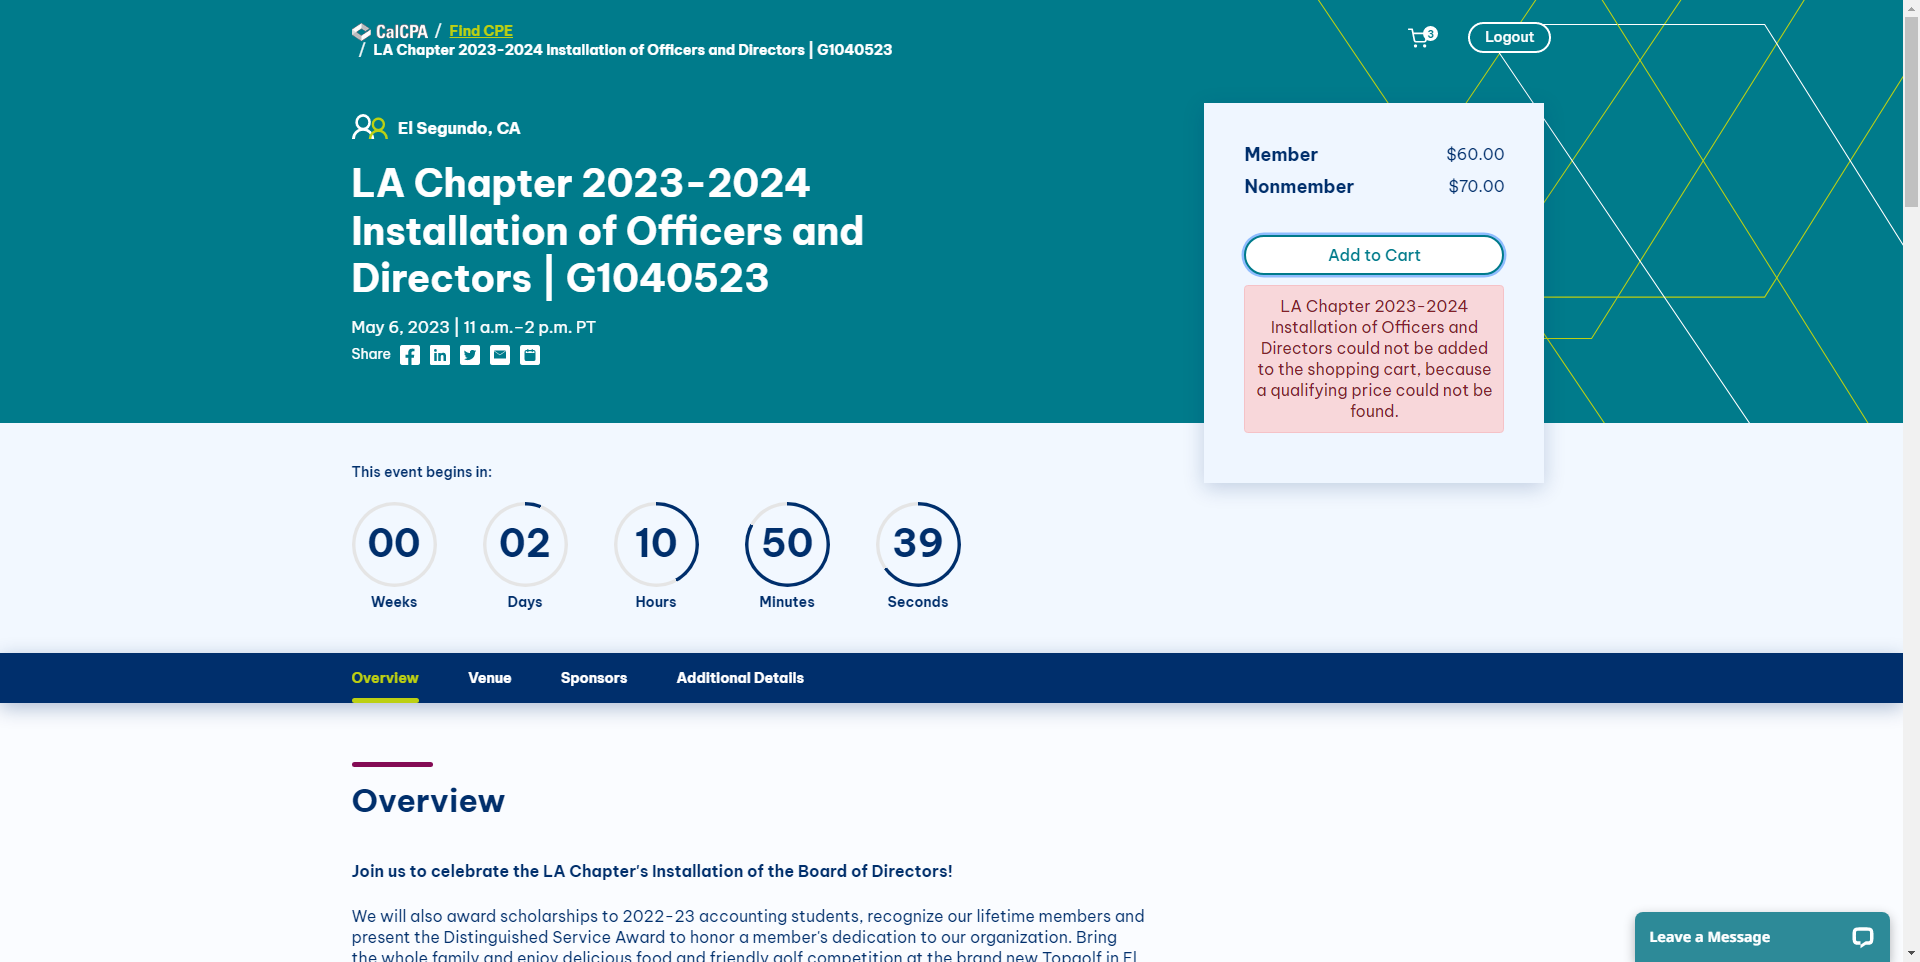 CalCPA / Find CPE
/ LA Chapter 2023-2024 Installation of Officers and Directors | G1040523
3
Logout
El Segundo, CA
LA Chapter 2023-2024
Installation of Officers and
Directors | G1040523
May 6, 2023 | 11 a.m.–2 p.m. PT
Share
Member $60.00
Nonmember $70.00
Add to Cart
LA Chapter 2023-2024
Installation of Officers and
Directors could not be added
to the shopping cart, because
a qualifying price could not be
found.
This event begins in:
00 02 10 50 39
Weeks Days Hours Minutes Seconds
Overview Venue Sponsors Additional Details
Overview
Join us to celebrate the LA Chapter's Installation of the Board of Directors!
We will also award scholarships to 2022-23 accounting students, recognize our lifetime members and
present the Distinguished Service Award to honor a member's dedication to our organization. Bring
the whole family and enjoy delicious food and friendly golf competition at the brand new Topgolf in El
Leave a Message